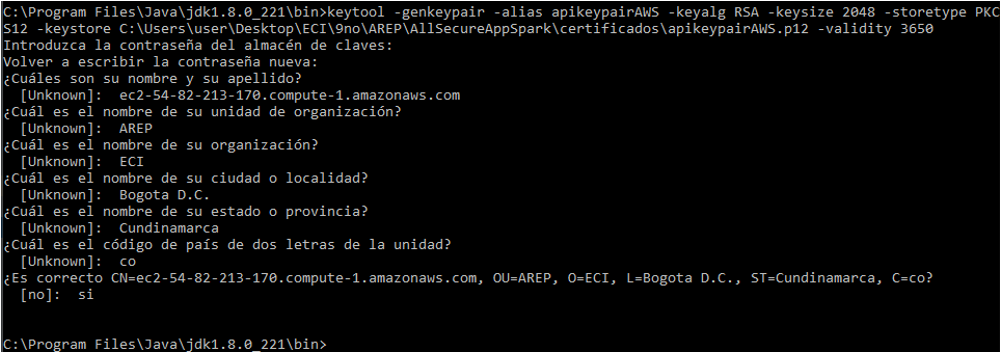 C:\Program Files\Java\jdk1.8.0_221\bin>keytool -genkeypair -alias apikeypairAWS -keyalg RSA -keysize 2048 -storetype PKC
S12 -keystore C:\Users\user\Desktop\ECI\9no\AREP\AllSecureAppSpark\certificados\apikeypairAWS.p12 -validity 3650
Introduzca la contraseña del almacén de claves:
Volver a escribir la contraseña nueva:
¿Cuáles son su nombre y su apellido?
  [Unknown]:  ec2-54-82-213-170.compute-1.amazonaws.com
¿Cuál es el nombre de su unidad de organización?
  [Unknown]:  AREP
¿Cuál es el nombre de su organización?
  [Unknown]:  ECI
¿Cuál es el nombre de su ciudad o localidad?
  [Unknown]:  Bogota D.C.
¿Cuál es el nombre de su estado o provincia?
  [Unknown]:  Cundinamarca
¿Cuál es el código de país de dos letras de la unidad?
  [Unknown]:  co
¿Es correcto CN=ec2-54-82-213-170.compute-1.amazonaws.com, OU=AREP, O=ECI, L=Bogota D.C., ST=Cundinamarca, C=co?
  [no]:  si
C:\Program Files\Java\jdk1.8.0_221\bin>